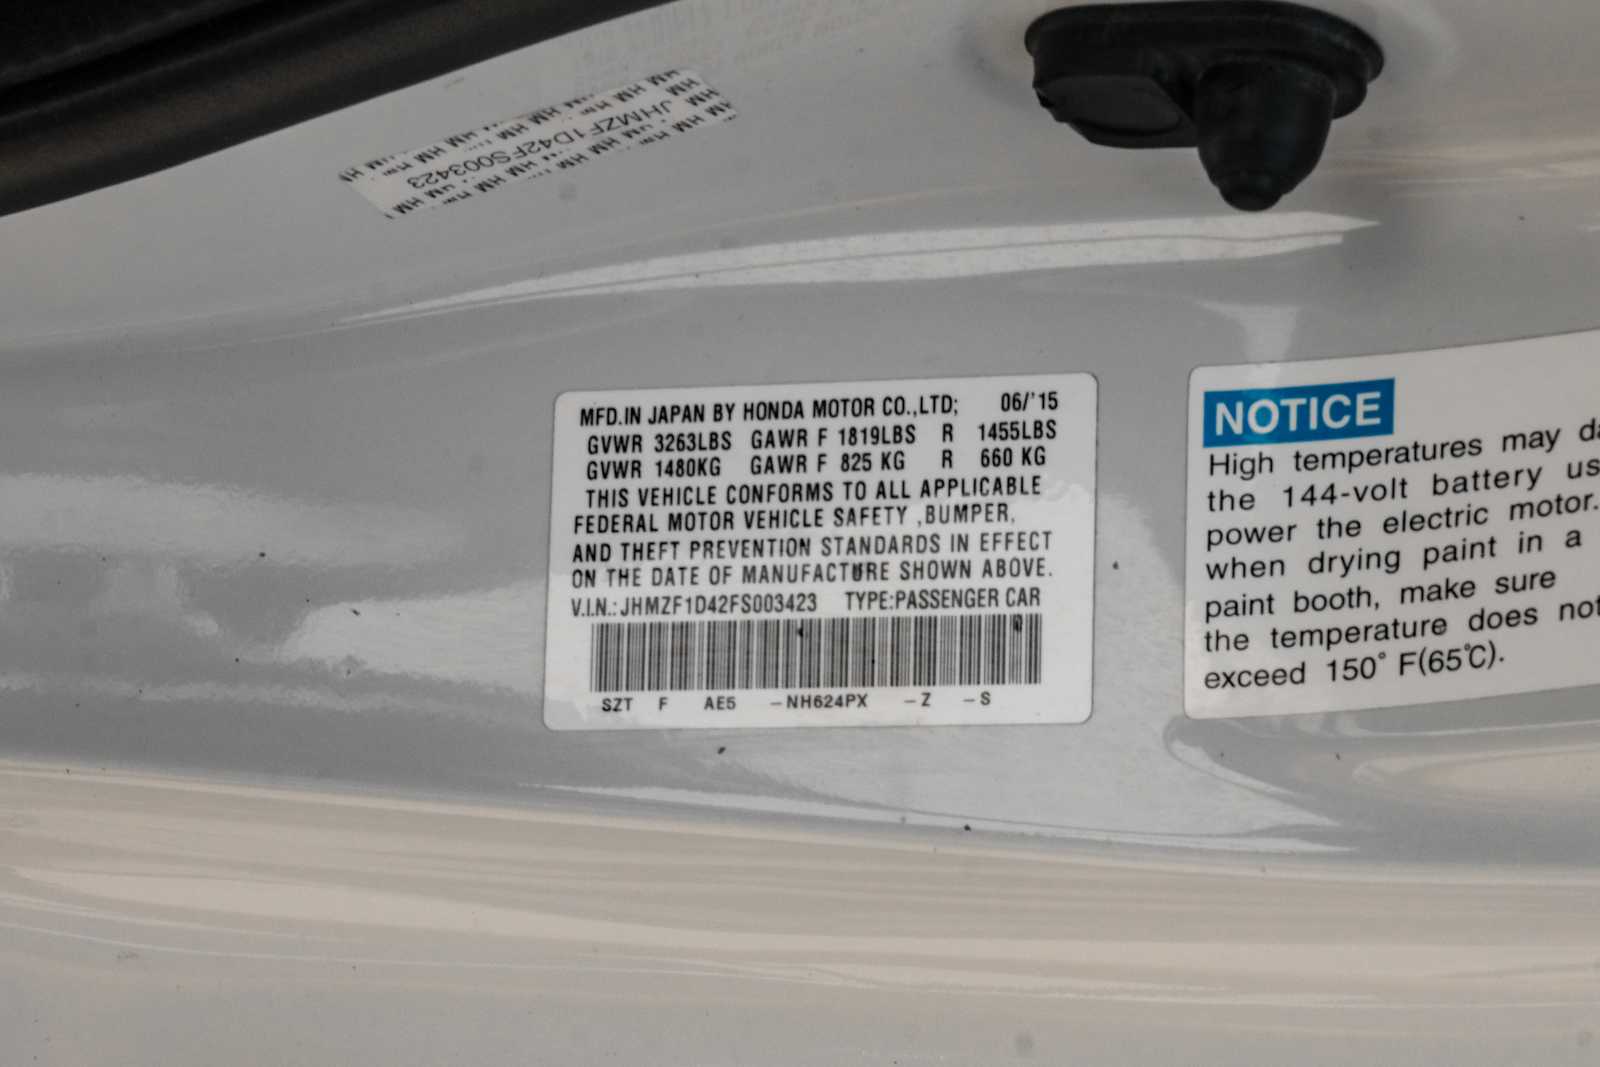 JHMZF1D42FS003423
MFD.IN JAPAN BY HONDA MOTOR CO.,LTD; 06/'15
GVWR 3263LBS GAWR F 1819LBS R 1455LBS
GVWR 1480KG GAWR F 825 KG R 660 KG
THIS VEHICLE CONFORMS TO ALL APPLICABLE
FEDERAL MOTOR VEHICLE SAFETY ,BUMPER,
AND THEFT PREVENTION STANDARDS IN EFFECT
ON THE DATE OF MANUFACTURE SHOWN ABOVE.
V.I.N.:JHMZF1D42FS003423 TYPE:PASSENGER CAR
SZT F AE5 -NH624PX -Z -S
NOTICE
High temperatures may
the 144-volt battery
power the electric motor.
when drying paint in a
paint booth, make sure
the temperature does not
exceed 150° F(65℃).